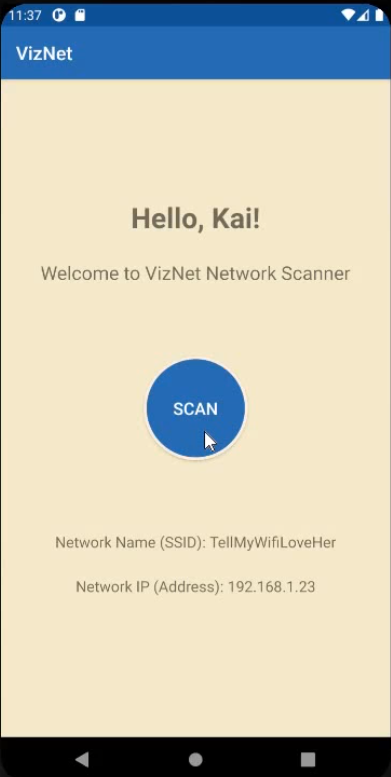 11:37
VizNet
Hello, Kai!
Welcome to VizNet Network Scanner
SCAN
Network Name (SSID): TellMyWifiLoveHer
Network IP (Address): 192.168.1.23